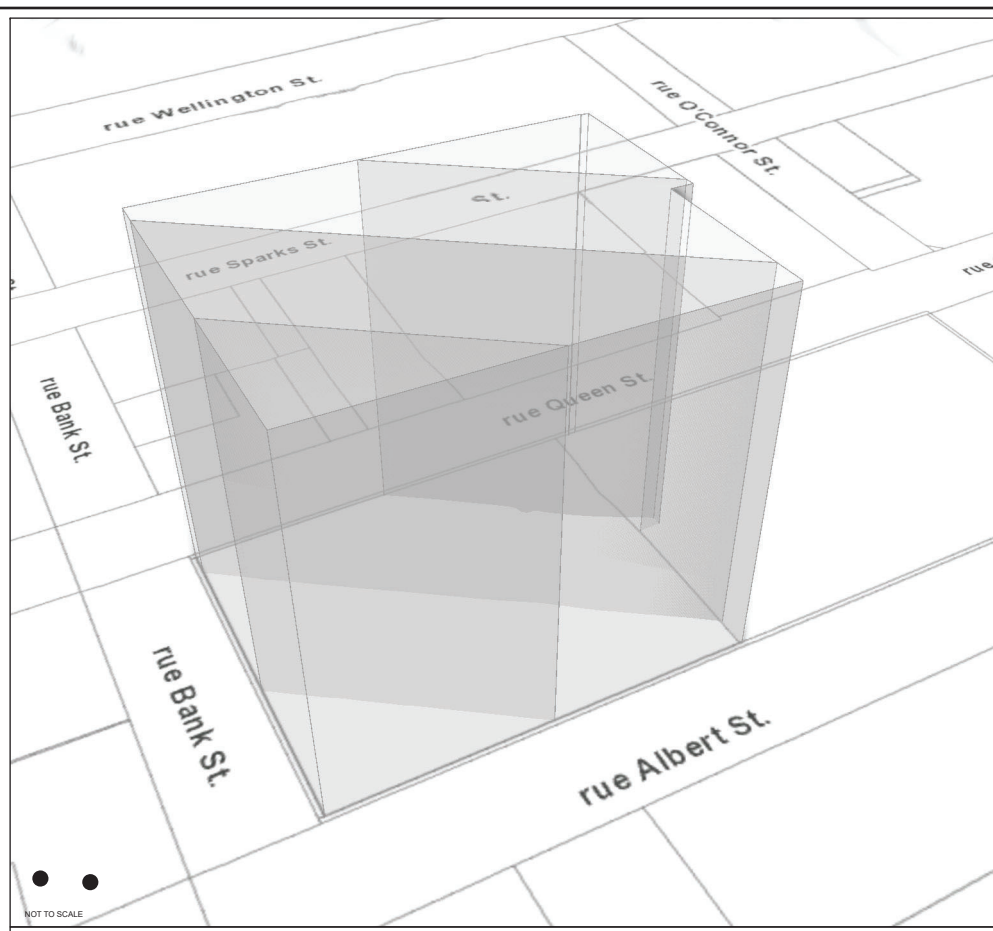 rue Wellington St.
rue O'Connor St.
St.
rue Sparks St.
St.
rue
rue Bank St.
rue Queen St.
rue Bank St.
rue Albert St.
NOT TO SCALE